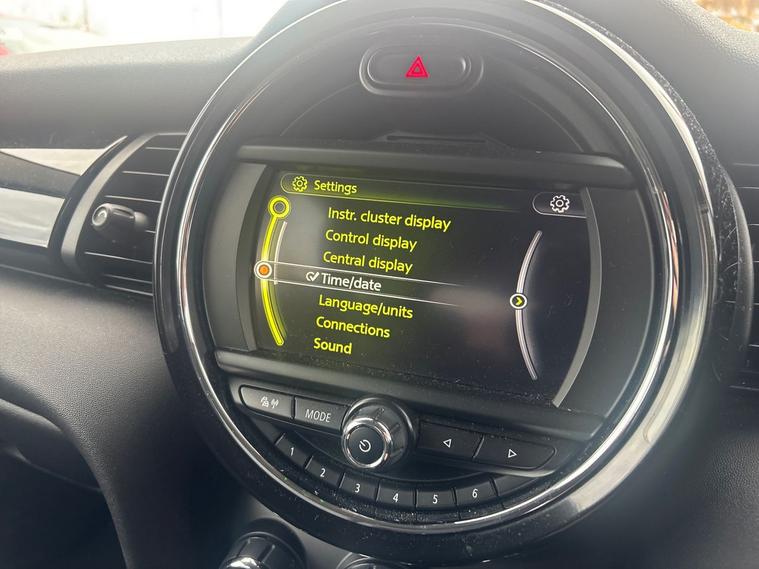 Settings
Instr. cluster display
Control display
Central display
Time/date
Language/units
Connections
Sound
MODE
1 2 3 4 5 6